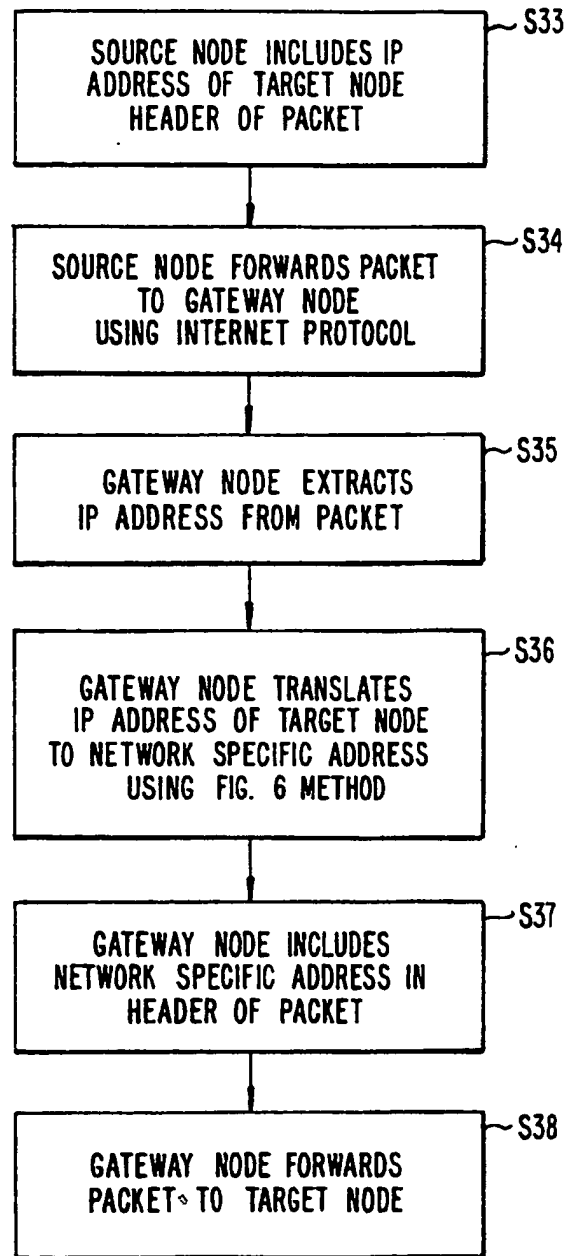 S33
SOURCE NODE INCLUDES IP
ADDRESS OF TARGET NODE
HEADER OF PACKET
S34
SOURCE NODE FORWARDS PACKET
TO GATEWAY NODE
USING INTERNET PROTOCOL
S35
GATEWAY NODE EXTRACTS
IP ADDRESS FROM PACKET
S36
GATEWAY NODE TRANSLATES
IP ADDRESS OF TARGET NODE
TO NETWORK SPECIFIC ADDRESS
USING FIG. 6 METHOD
S37
GATEWAY NODE INCLUDES
NETWORK SPECIFIC ADDRESS IN
HEADER OF PACKET
S38
GATEWAY NODE FORWARDS
PACKET TO TARGET NODE